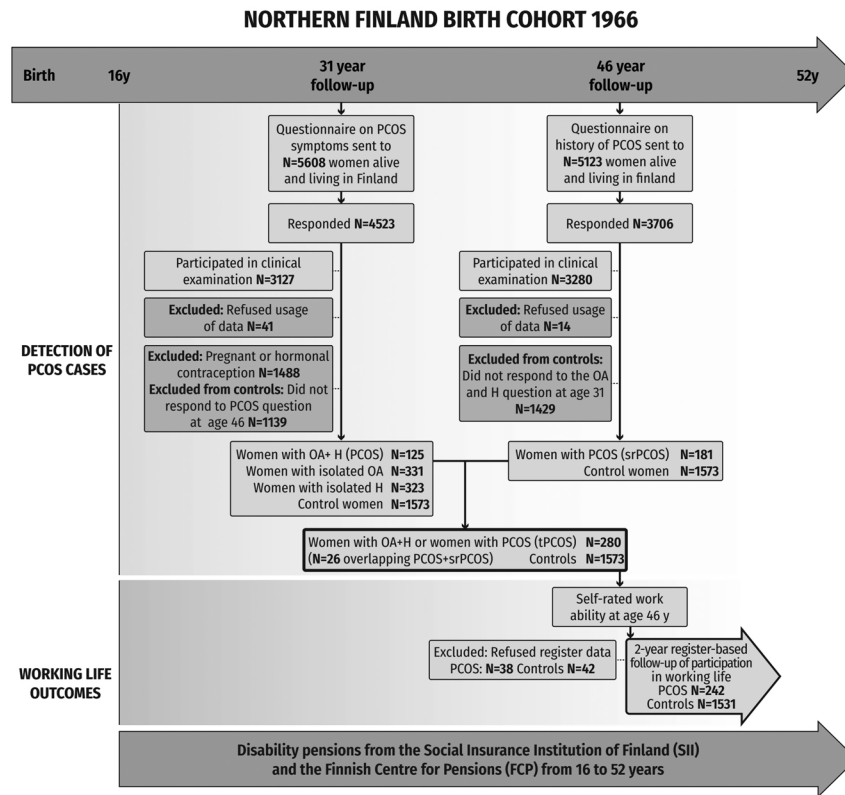 NORTHERN FINLAND BIRTH COHORT 1966
Birth
16y
31 year
follow-up
46 year
follow-up
52y
Questionnaire on PCOS
symptoms sent to
N=5608 women alive
and living in Finland
Questionnaire on
history of PCOS sent to
N=5123 women alive
and living in finland
Responded N=4523
Responded N=3706
Participated in clinical
examination N=3127
Participated in clinical
examination N=3280
Excluded: Refused usage
of data N=41
Excluded: Refused usage
of data N=14
DETECTION OF
PCOS CASES
Excluded: Pregnant or hormonal
contraception N=1488
Excluded from controls: Did not
respond to PCOS question
at age 46 N=1139
Excluded from controls:
Did not respond to the OA
and H question at age 31
N=1429
Women with OA+ H (PCOS) N=125
Women with isolated OA N=331
Women with isolated H N=323
Control women N=1573
Women with PCOS (srPCOS) N=181
Control women N=1573
Women with OA+H or women with PCOS (tPCOS) N=280
(N=26 overlapping PCOS+srPCOS) Controls N=1573
Self-rated work
ability at age 46 y
WORKING LIFE
OUTCOMES
Excluded: Refused register data
PCOS: N=38 Controls N=42
2-year register-based
follow-up of participation
in working life
PCOS N=242
Controls N=1531
Disability pensions from the Social Insurance Institution of Finland (SII)
and the Finnish Centre for Pensions (FCP) from 16 to 52 years